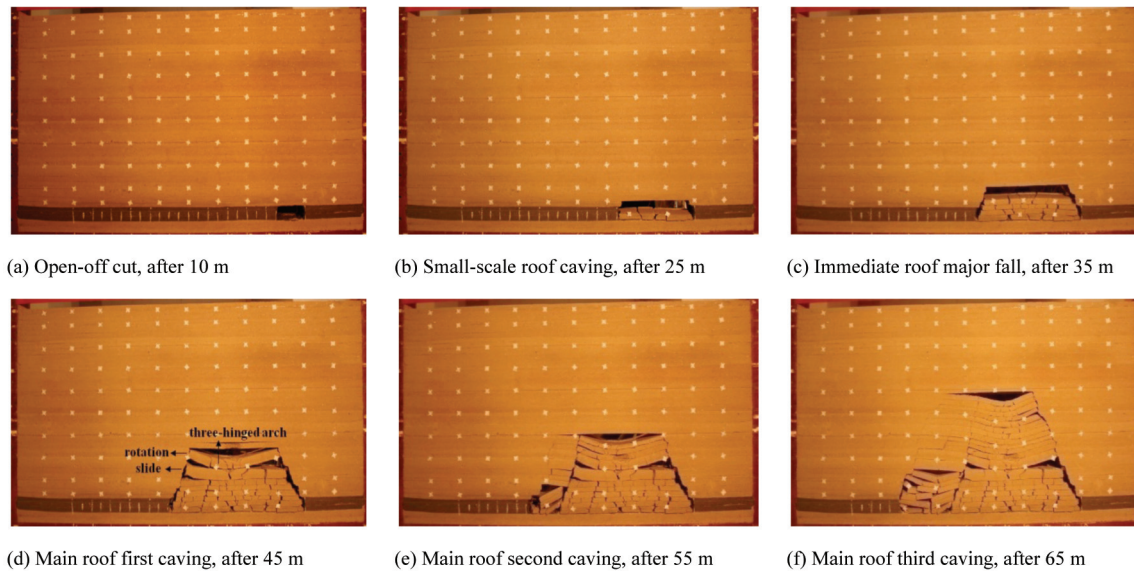 (a) Open-off cut, after 10 m
(b) Small-scale roof caving, after 25 m
(c) Immediate roof major fall, after 35 m
three-hinged arch
rotation
slide
(d) Main roof first caving, after 45 m
(e) Main roof second caving, after 55 m
(f) Main roof third caving, after 65 m